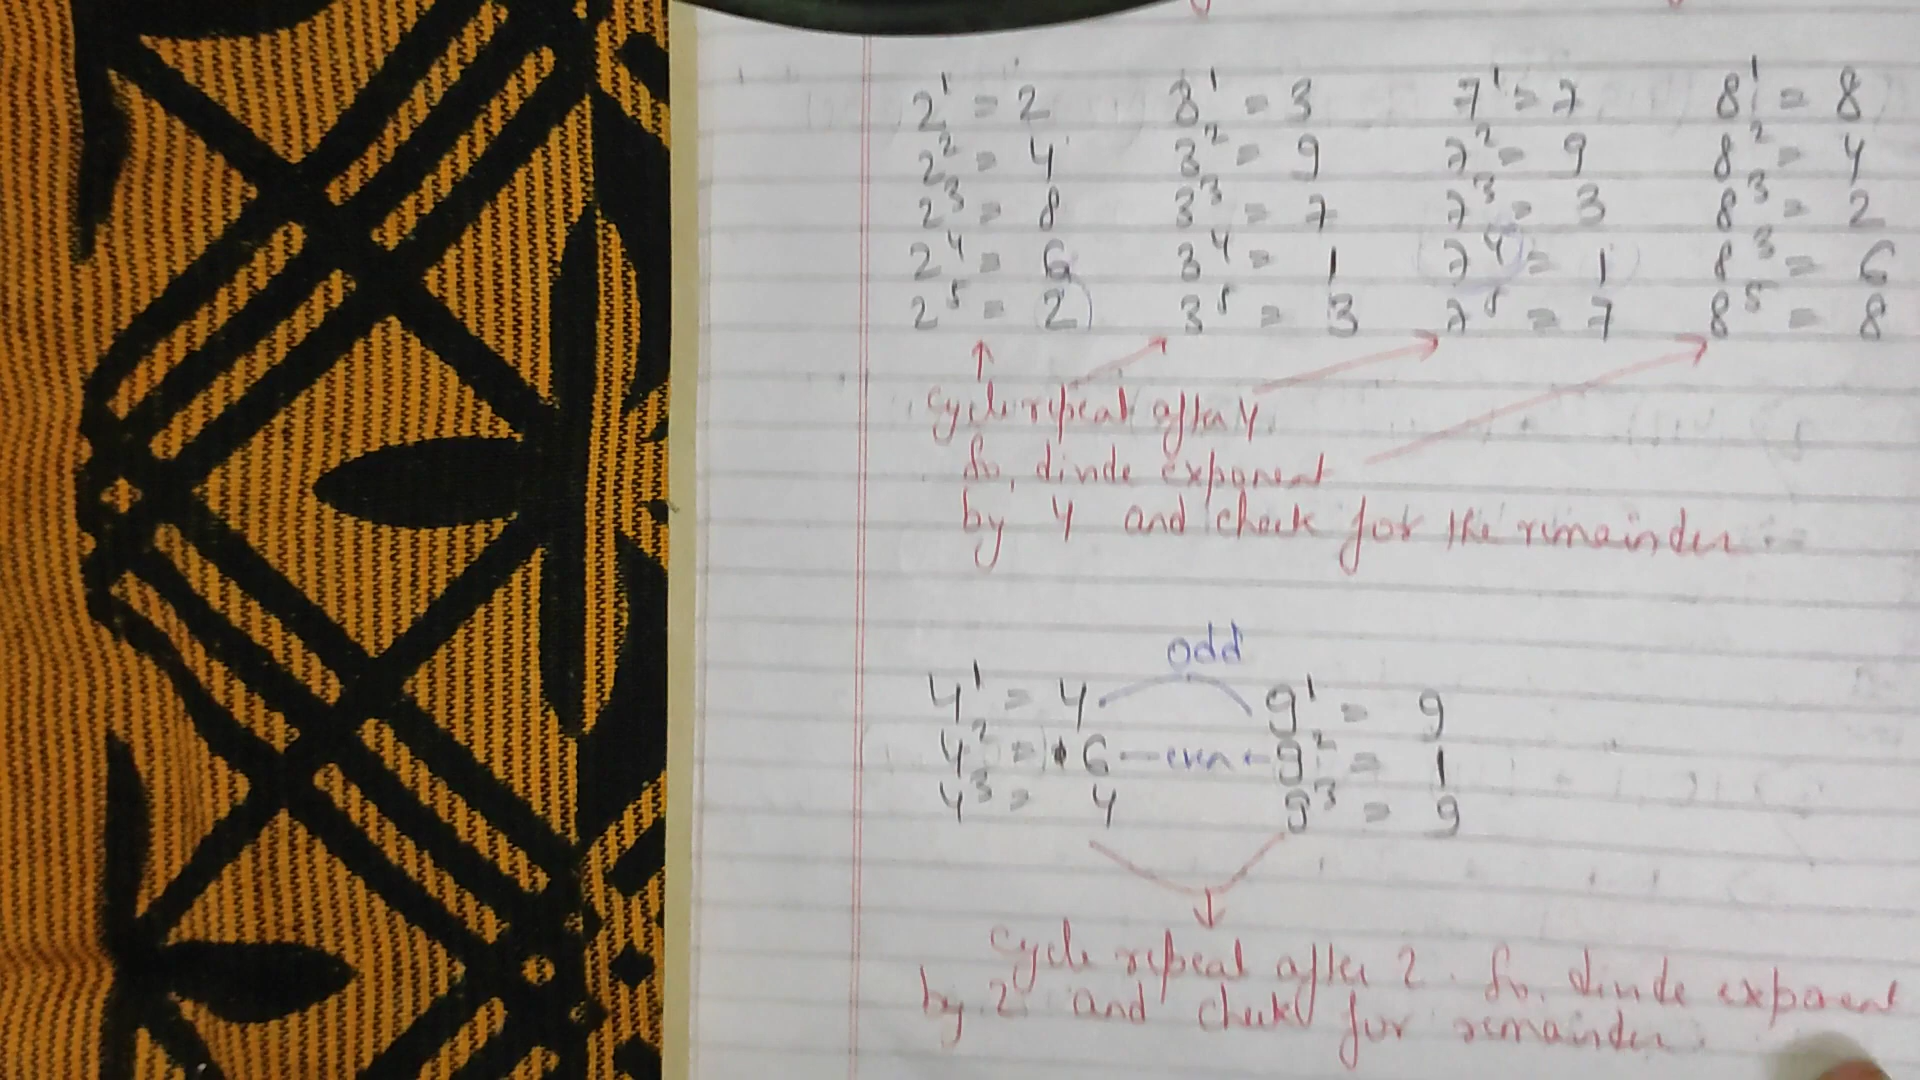 2¹ = 2 3¹ = 3 7¹ = 7 8¹ = 8
2² = 4 3² = 9 7² = 9 8² = 4
2³ = 8 3³ = 7 7³ = 3 8³ = 2
2⁴ = 6 3⁴ = 1 7⁴ = 1 8³ = 6
2⁵ = 2 3⁵ = 3 7⁵ = 7 8⁵ = 8
cycle repeat after 4.
So, divide exponent
by 4 and check for the remainder.
odd
4¹ = 4 9¹ = 9
4² = 6 - even - 9² = 1
4³ = 4 9³ = 9
cycle repeat after 2. So, divide exponent
by 2 and check for remainder.